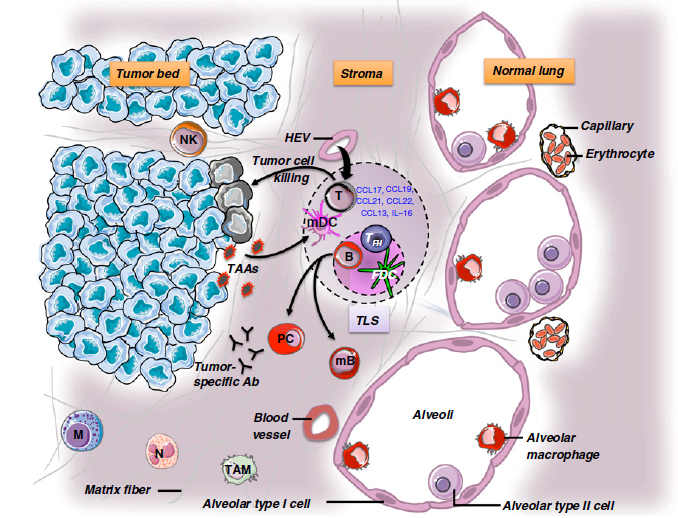 Tumor bed
Stroma
Normal lung
NK
HEV
Capillary
Erythrocyte
Tumor cell
killing
T
CCL17, CCL19,
CCL21, CCL22,
CCL13, IL–16
mDC
TFH
B
FDC
TAAs
TLS
PC
mB
Tumor-
specific Ab
Blood
vessel
Alveoli
M
N
TAM
Alveolar
macrophage
Matrix fiber
Alveolar type I cell
Alveolar type II cell